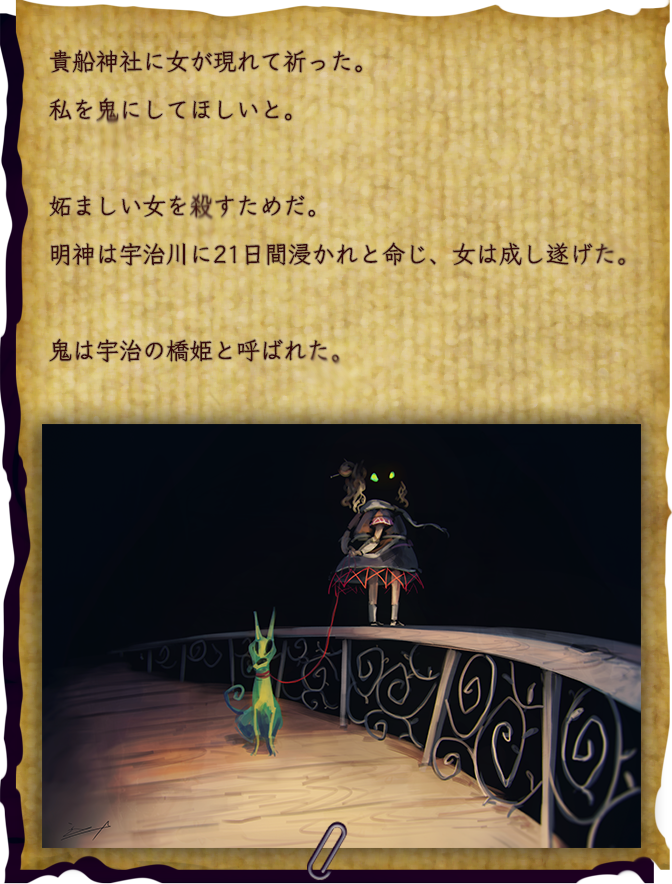 貴船神社に女が現れて祈った。
私を鬼にしてほしいと。
妬ましい女を殺すためだ。
明神は宇治川に21日間浸かれと命じ、女は成し遂げた。
鬼は宇治の橋姫と呼ばれた。